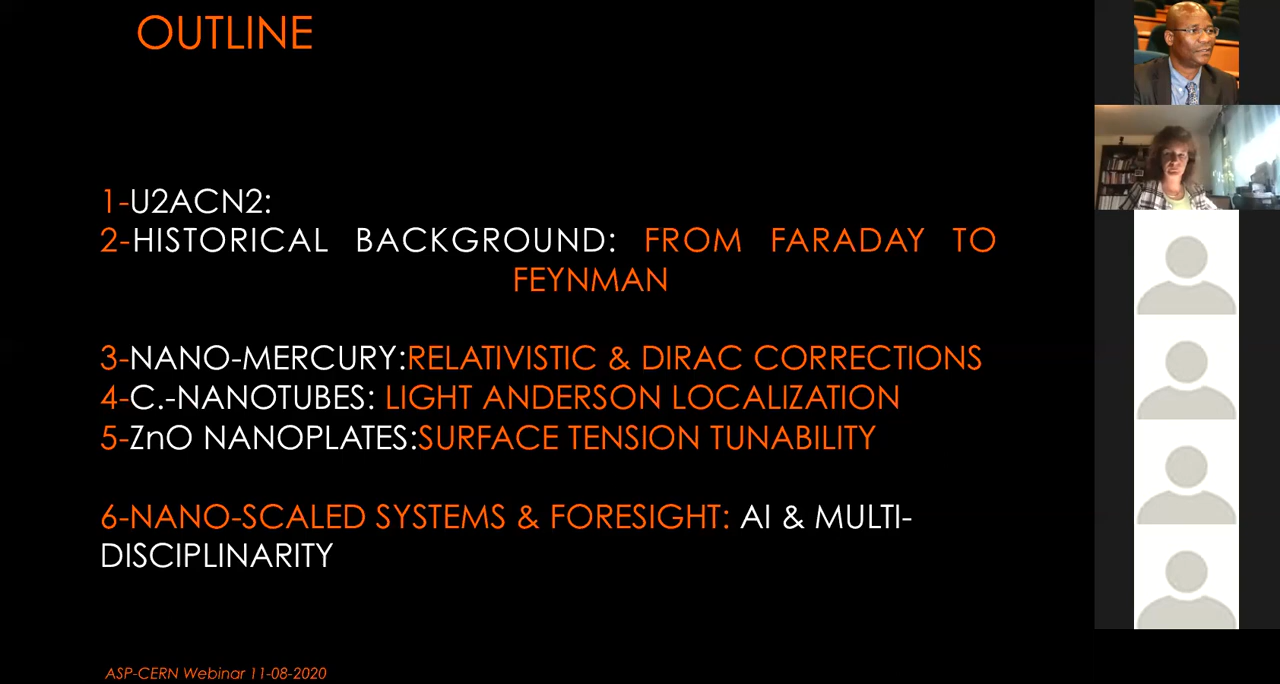 OUTLINE
1-U2ACN2:
2-HISTORICAL BACKGROUND: FROM FARADAY TO
FEYNMAN
3-NANO-MERCURY:RELATIVISTIC & DIRAC CORRECTIONS
4-C.-NANOTUBES: LIGHT ANDERSON LOCALIZATION
5-ZnO NANOPLATES:SURFACE TENSION TUNABILITY
6-NANO-SCALED SYSTEMS & FORESIGHT: AI & MULTI-
DISCIPLINARITY
ASP-CERN Webinar 11-08-2020